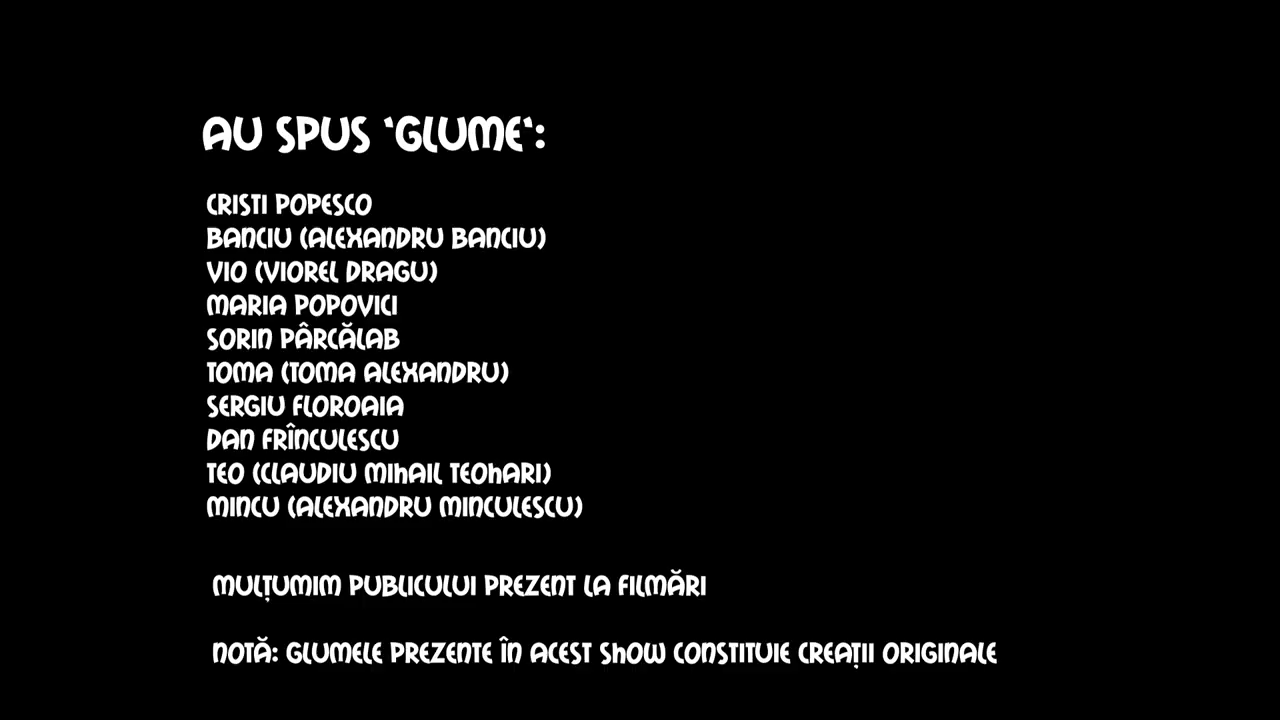 AU SPUS 'GLUME':
CRISTI POPESCO
BANCIU (ALEXANDRU BANCIU)
VIO (VIOREL DRAGU)
MARIA POPOVICI
SORIN PÂRCĂLAB
TOMA (TOMA ALEXANDRU)
SERGIU FLOROAIA
DAN FRÎNCULESCU
TEO (CLAUDIU MIHAIL TEOHARI)
MINCU (ALEXANDRU MINCULESCU)
MULȚUMIM PUBLICULUI PREZENT LA FILMĂRI
NOTĂ: GLUMELE PREZENTE ÎN ACEST SHOW CONSTITUIE CREAȚII ORIGINALE